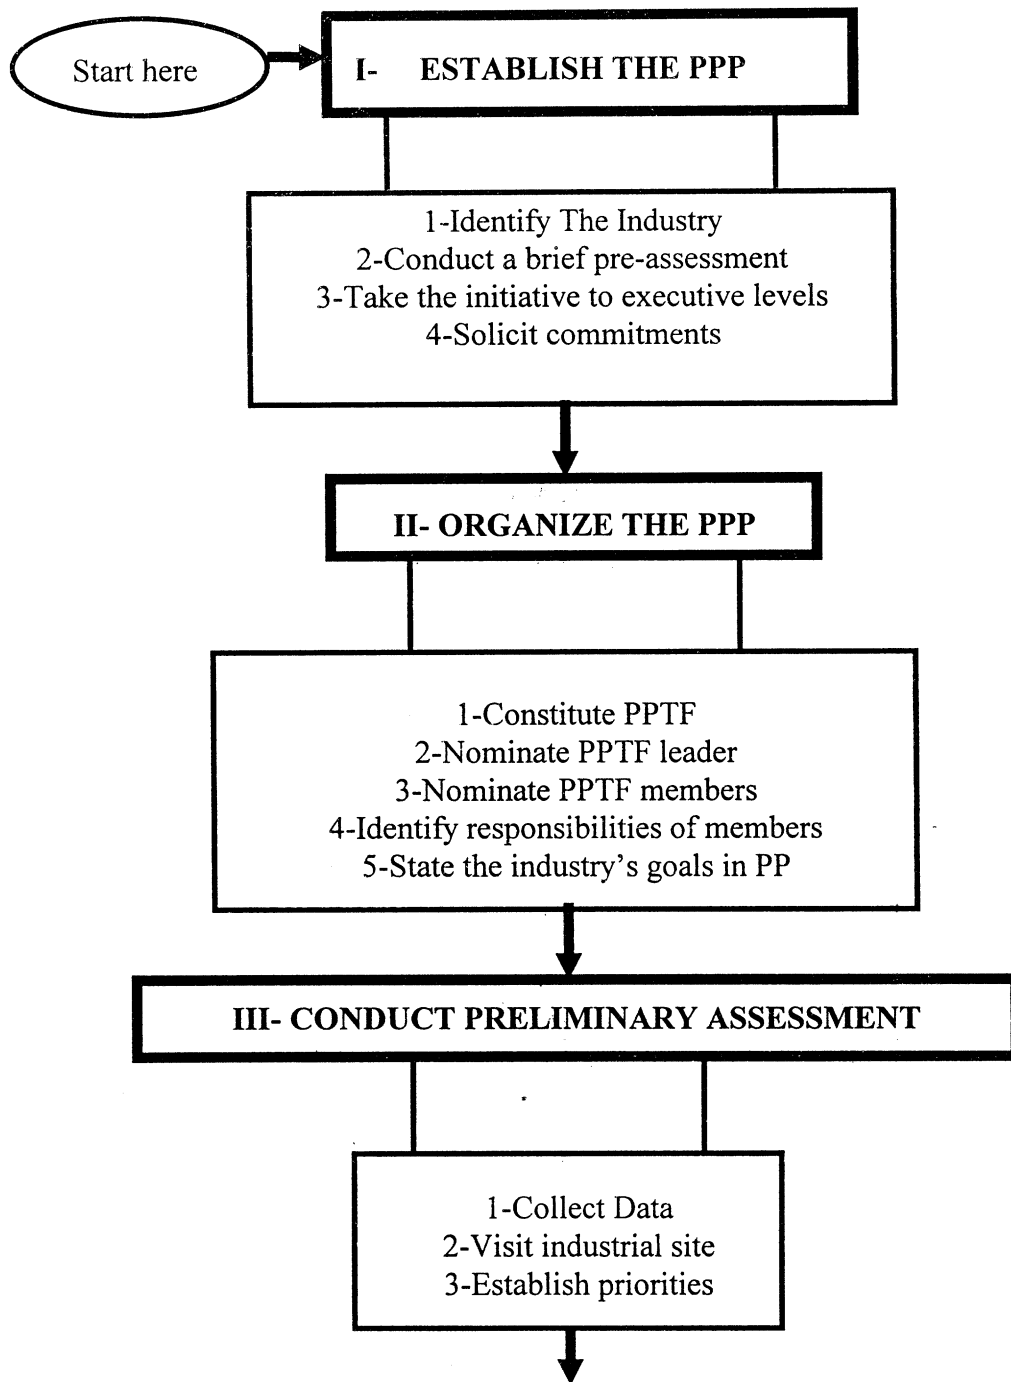 Start here
I- ESTABLISH THE PPP
1-Identify The Industry
2-Conduct a brief pre-assessment
3-Take the initiative to executive levels
4-Solicit commitments
II- ORGANIZE THE PPP
1-Constitute PPTF
2-Nominate PPTF leader
3-Nominate PPTF members
4-Identify responsibilities of members
5-State the industry's goals in PP
III- CONDUCT PRELIMINARY ASSESSMENT
1-Collect Data
2-Visit industrial site
3-Establish priorities